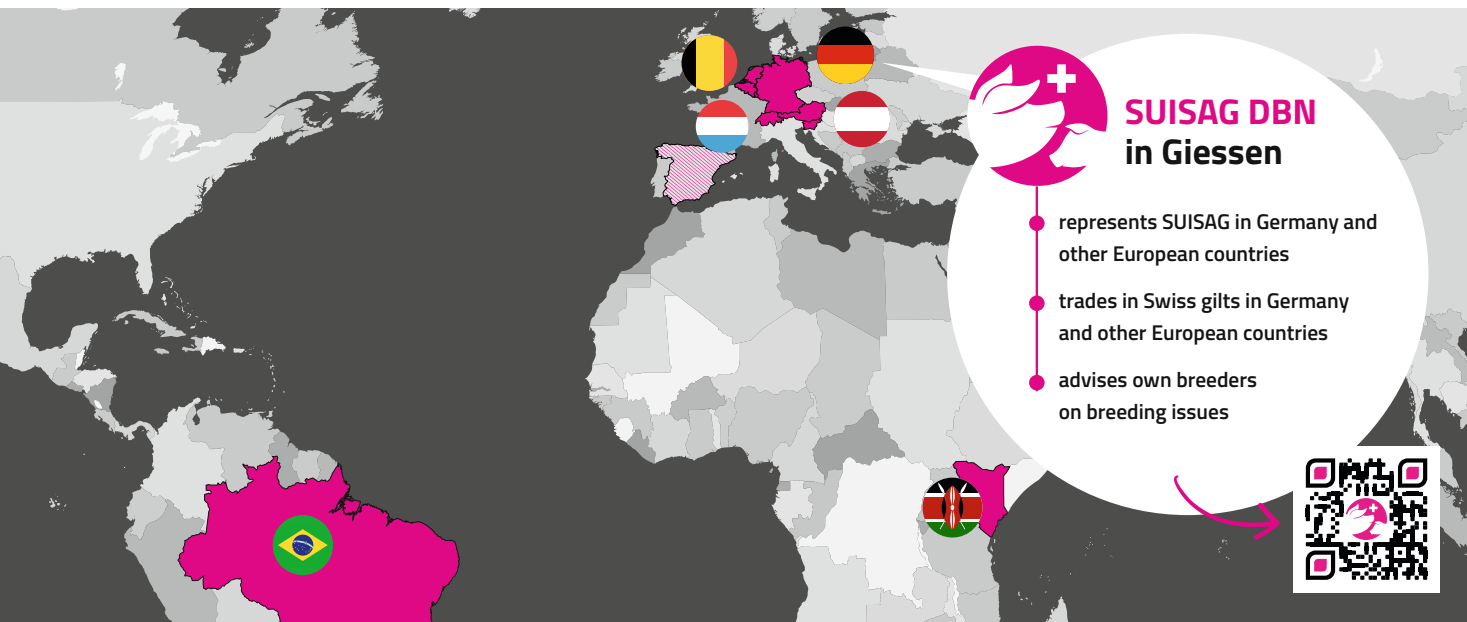 SUISAG DBN
in Giessen
represents SUISAG in Germany and
other European countries
trades in Swiss gilts in Germany
and other European countries
advises own breeders
on breeding issues